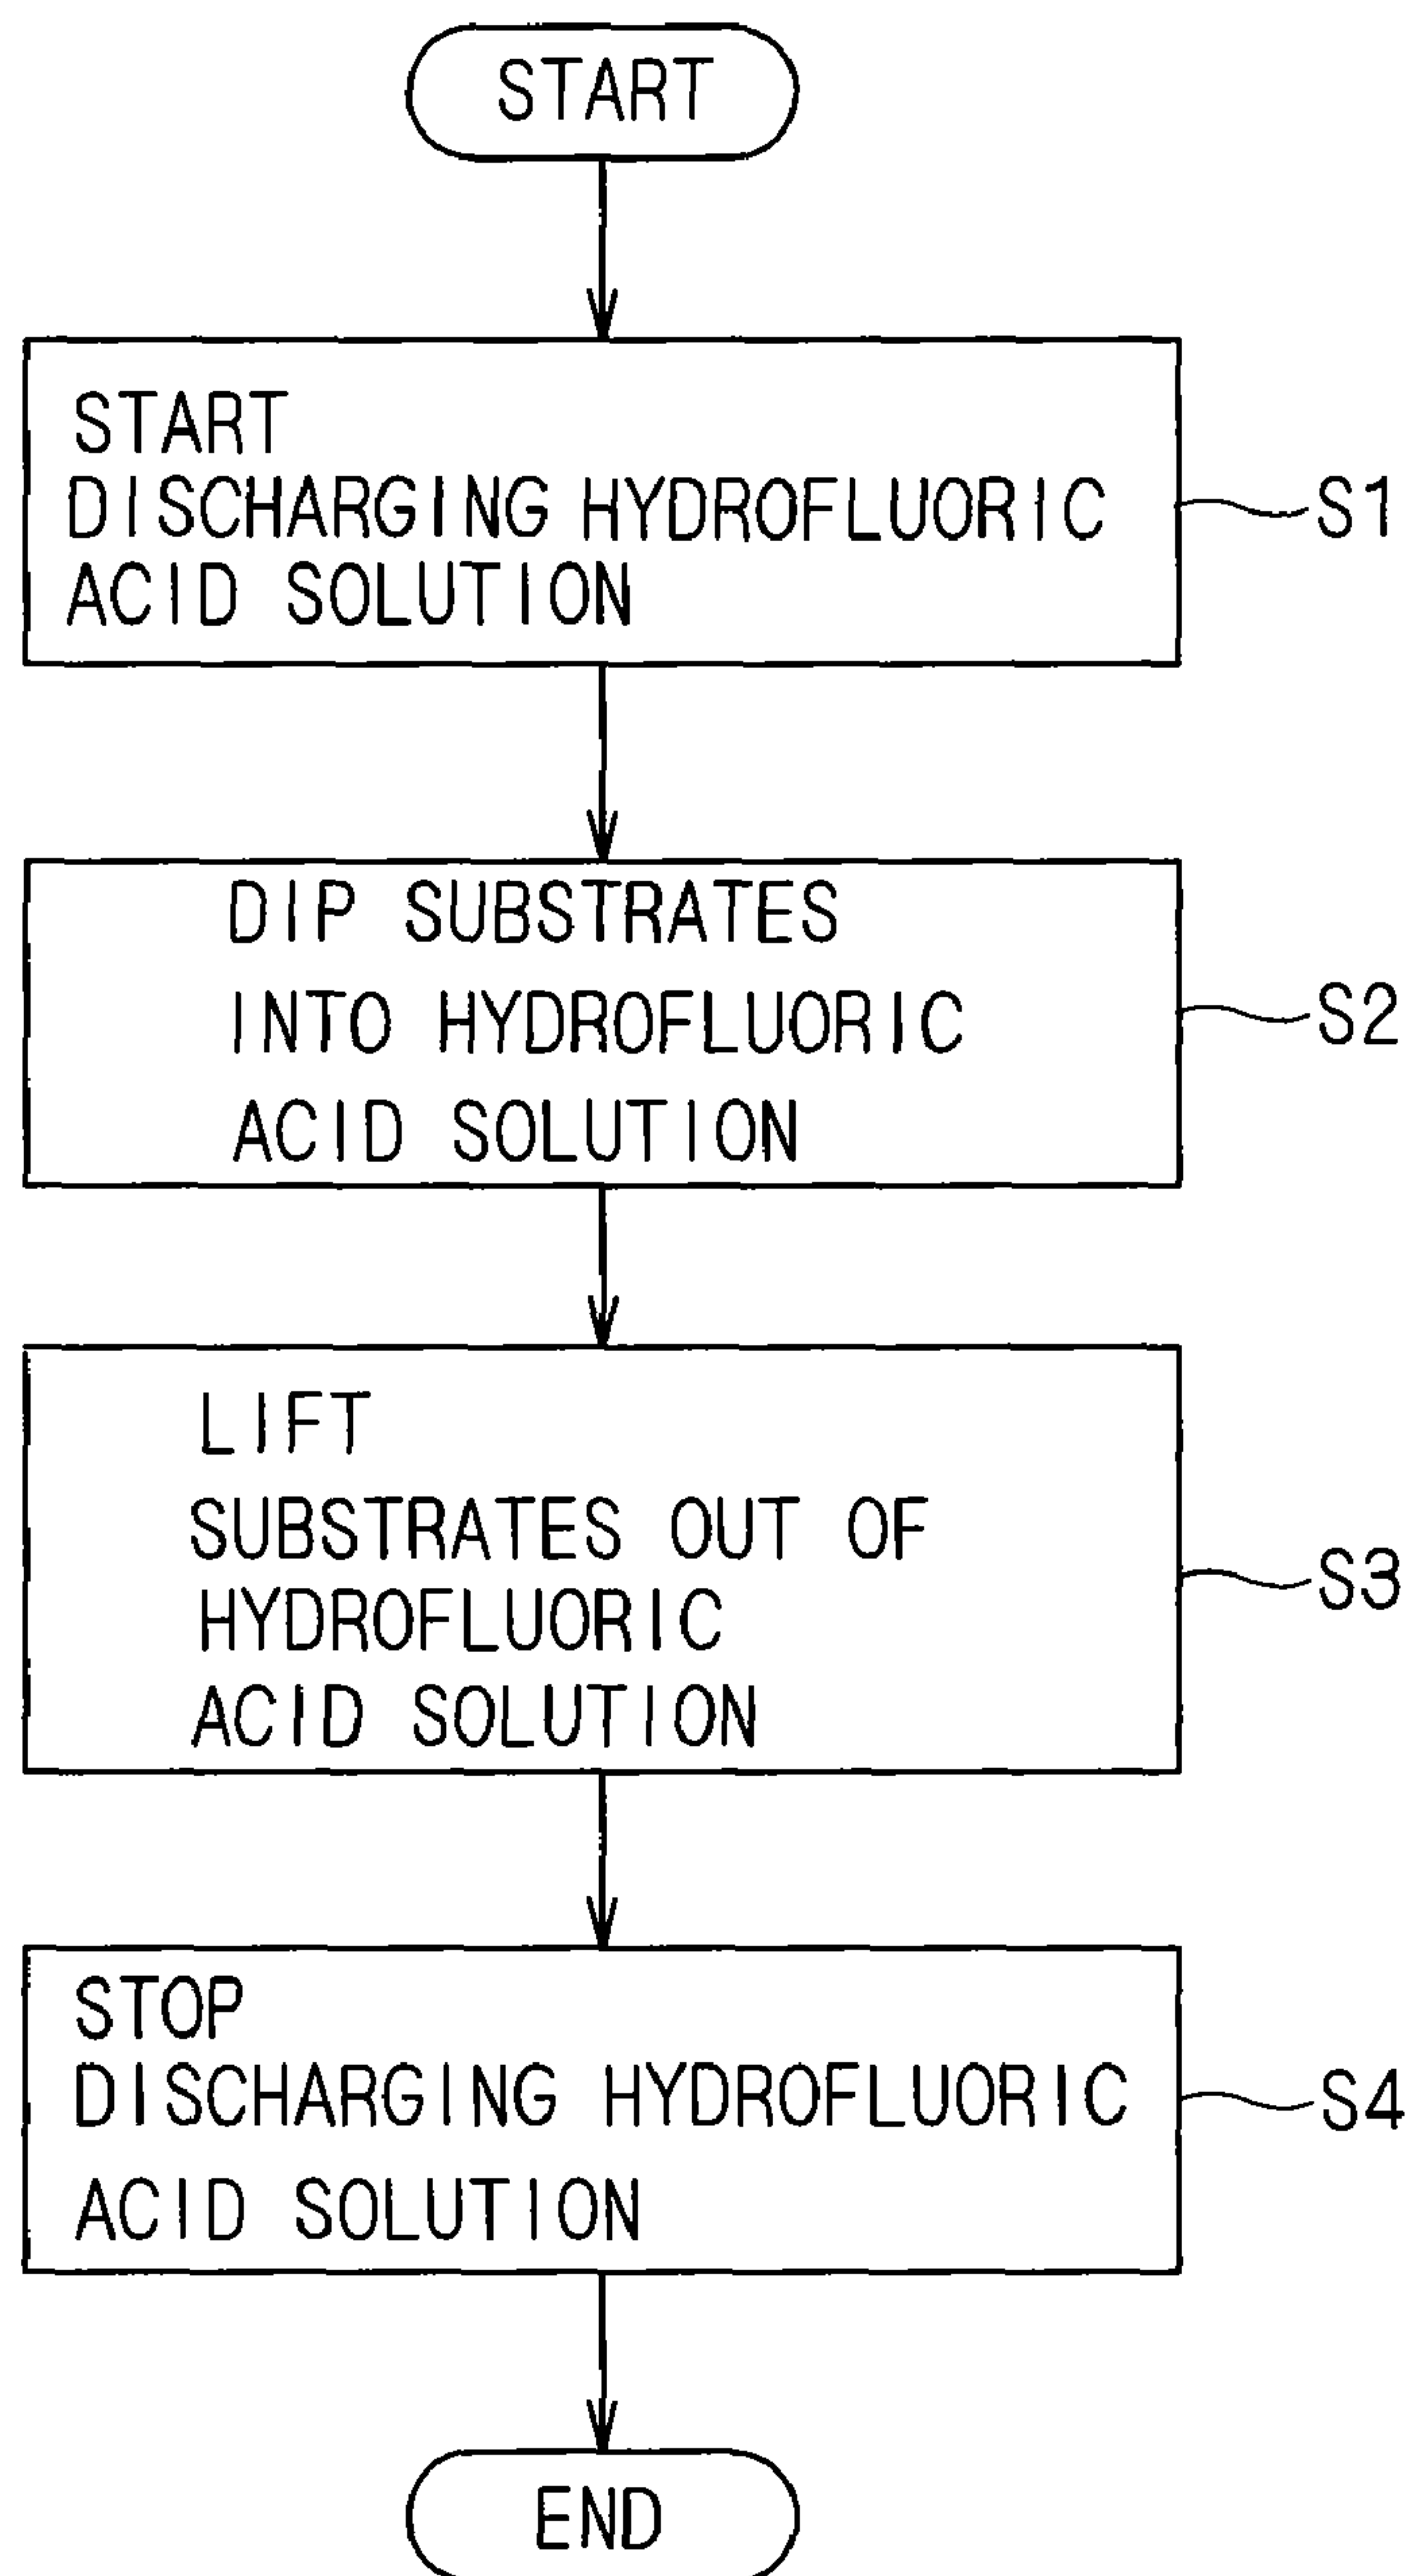 START
START
DISCHARGING HYDROFLUORIC
ACID SOLUTION
S1
DIP SUBSTRATES
INTO HYDROFLUORIC
ACID SOLUTION
S2
LIFT
SUBSTRATES OUT OF
HYDROFLUORIC
ACID SOLUTION
S3
STOP
DISCHARGING HYDROFLUORIC
ACID SOLUTION
S4
END